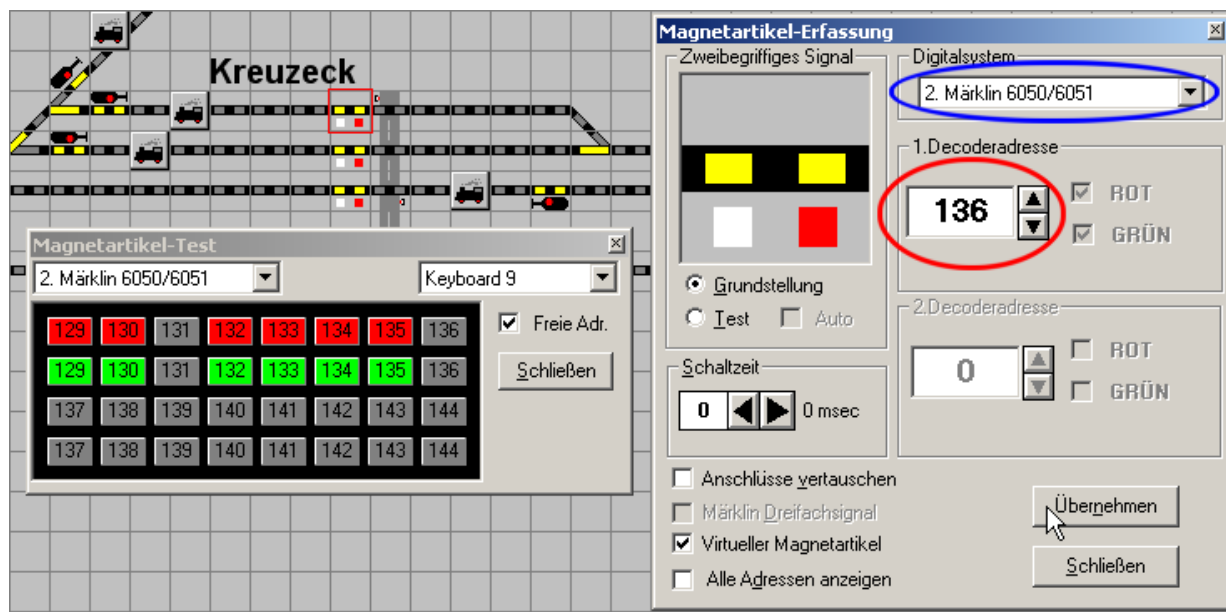 Kreuzeck
Magnetartikel-Test
2. Märklin 6050/6051
Keyboard 9
129 130 131 132 133 134 135 136
129 130 131 132 133 134 135 136
137 138 139 140 141 142 143 144
137 138 139 140 141 142 143 144
Freie Adr.
Schließen
Magnetartikel-Erfassung
Zweibegriffiges Signal
Grundstellung
Test
Auto
Schaltzeit
0
0 msec
Digitalsystem
2. Märklin 6050/6051
1.Decoderadresse
136
ROT
GRÜN
2.Decoderadresse
0
ROT
GRÜN
Anschlüsse vertauschen
Märklin Dreifachsignal
Virtueller Magnetartikel
Alle Adressen anzeigen
Übernehmen
Schließen